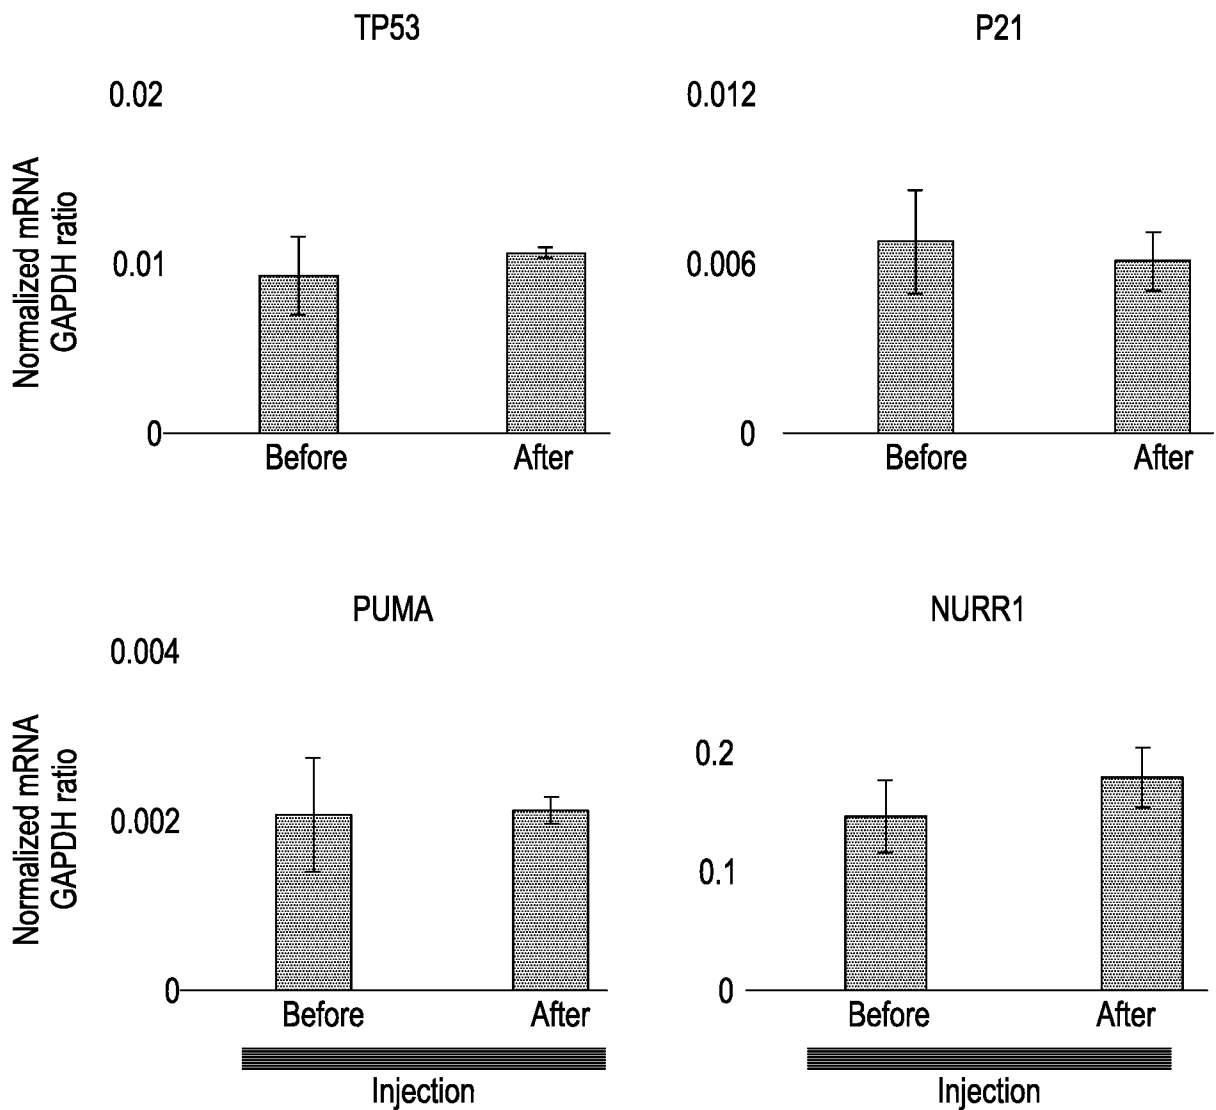 TP53
0.02
0.01
0
Normalized mRNA
GAPDH ratio
Before
After
P21
0.012
0.006
0
Before
After
PUMA
0.004
0.002
0
Normalized mRNA
GAPDH ratio
Before
After
Injection
NURR1
0.2
0.1
0
Before
After
Injection